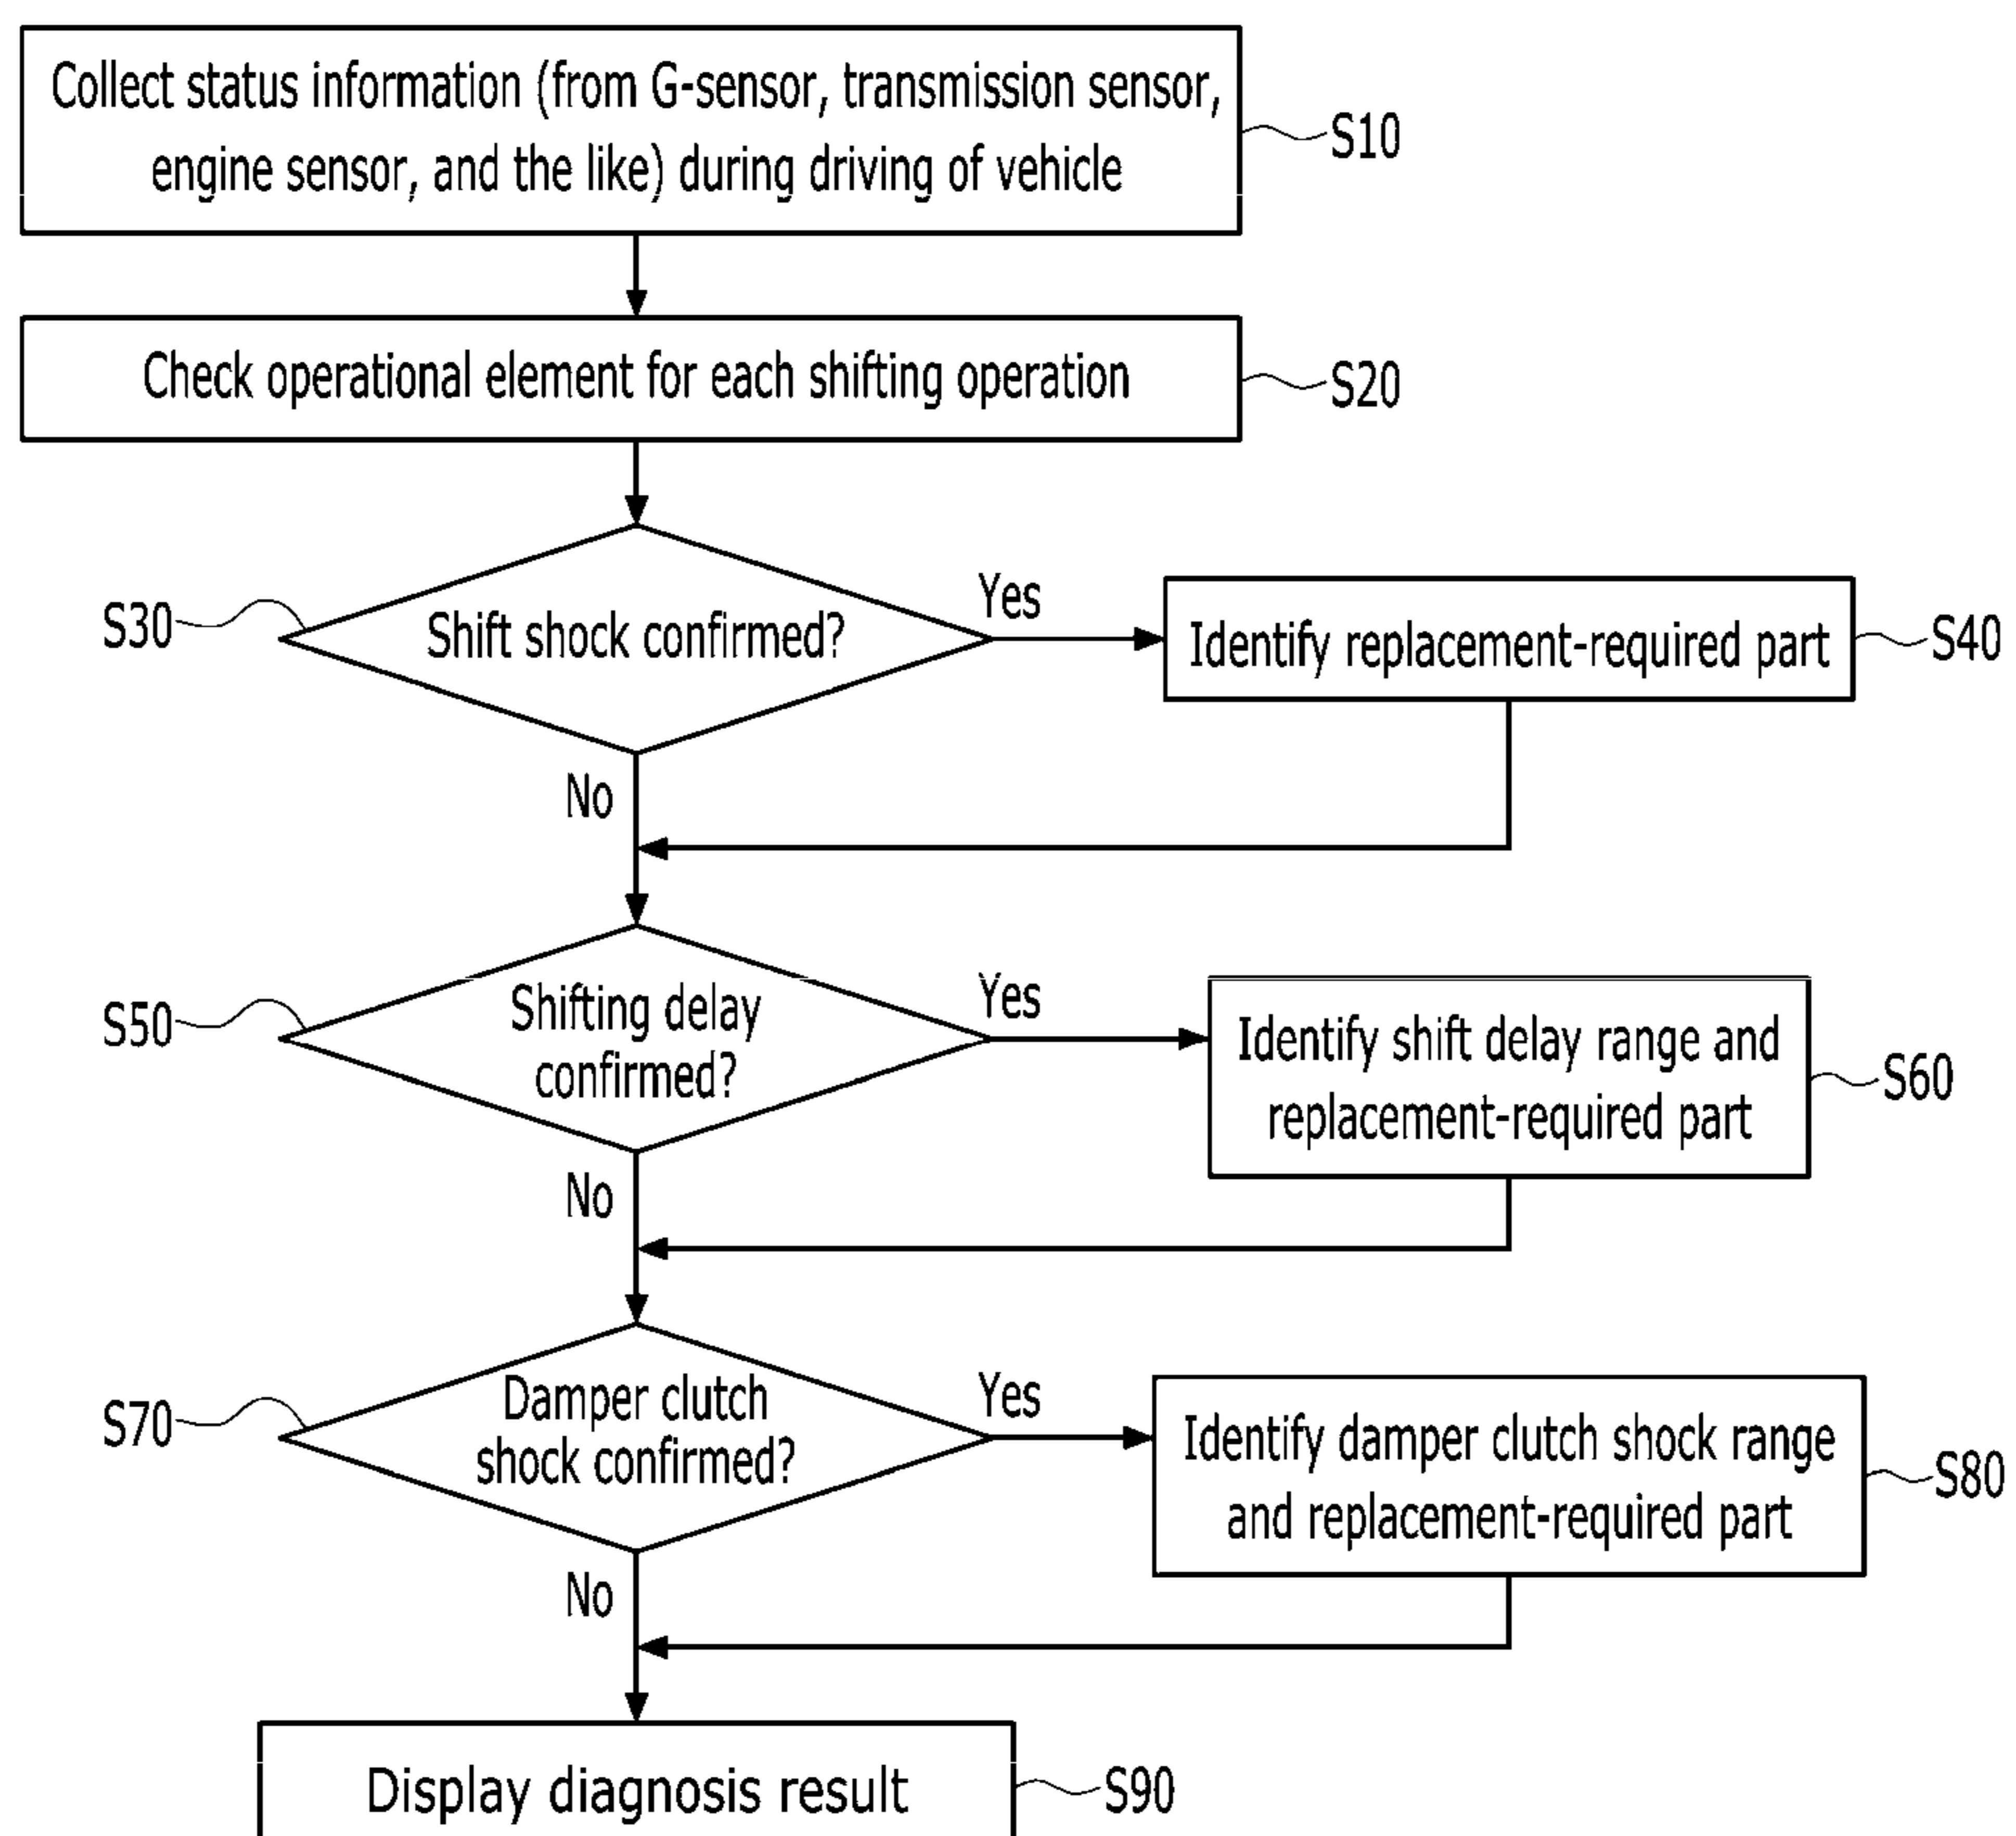 Collect status information (from G-sensor, transmission sensor,
engine sensor, and the like) during driving of vehicle
S10
Check operational element for each shifting operation
S20
S30
Shift shock confirmed?
Yes
Identify replacement-required part
S40
No
S50
Shifting delay
confirmed?
Yes
Identify shift delay range and
replacement-required part
S60
No
S70
Damper clutch
shock confirmed?
Yes
Identify damper clutch shock range
and replacement-required part
S80
No
Display diagnosis result
S90